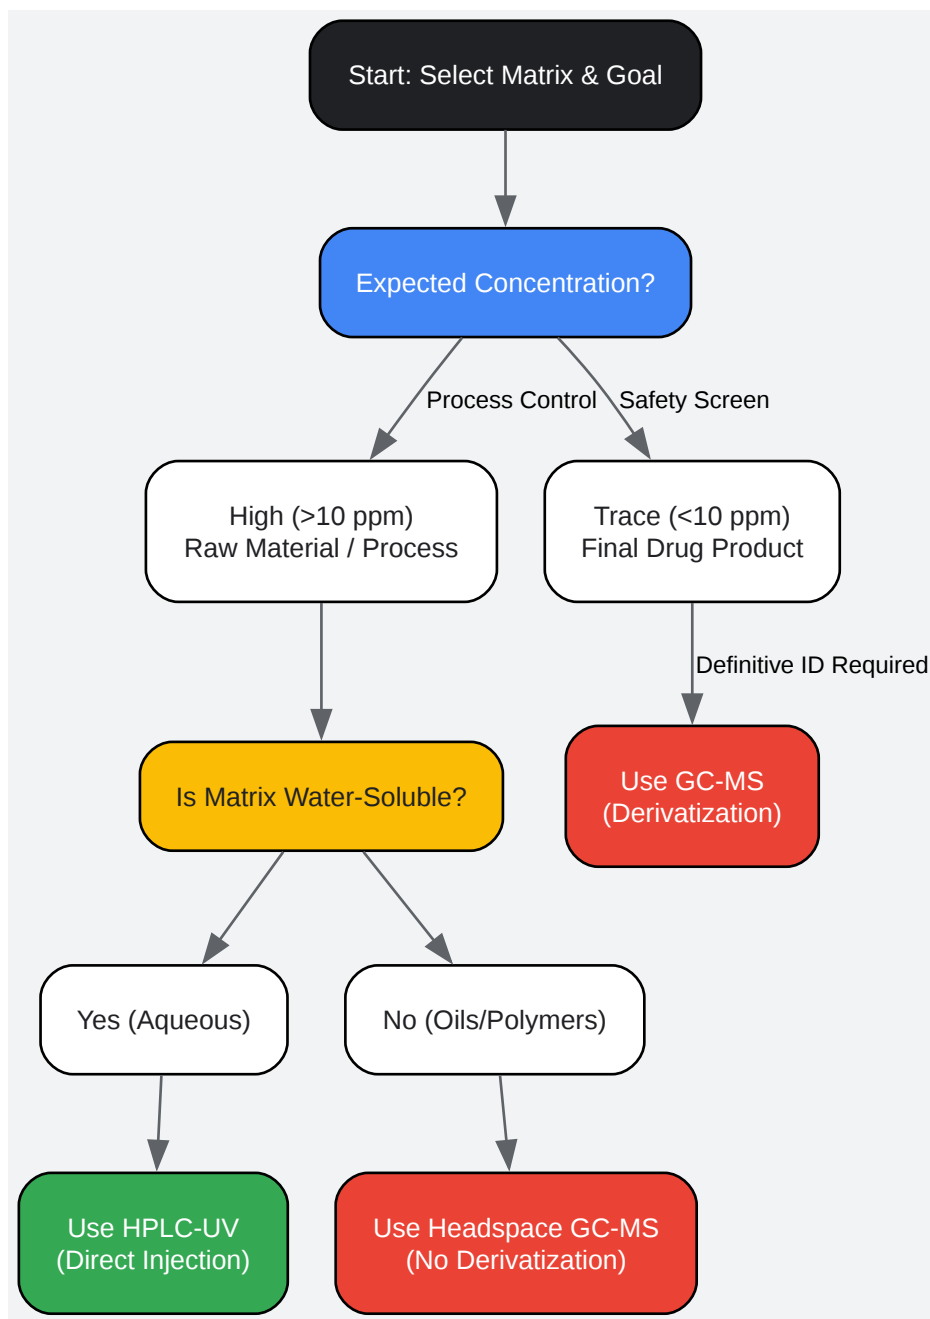 Start: Select Matrix & Goal
Expected Concentration?
Process Control
Safety Screen
High (>10 ppm)
Raw Material / Process
Trace (<10 ppm)
Final Drug Product
Definitive ID Required
Is Matrix Water-Soluble?
Use GC-MS
(Derivatization)
Yes (Aqueous)
No (Oils/Polymers)
Use HPLC-UV
(Direct Injection)
Use Headspace GC-MS
(No Derivatization)